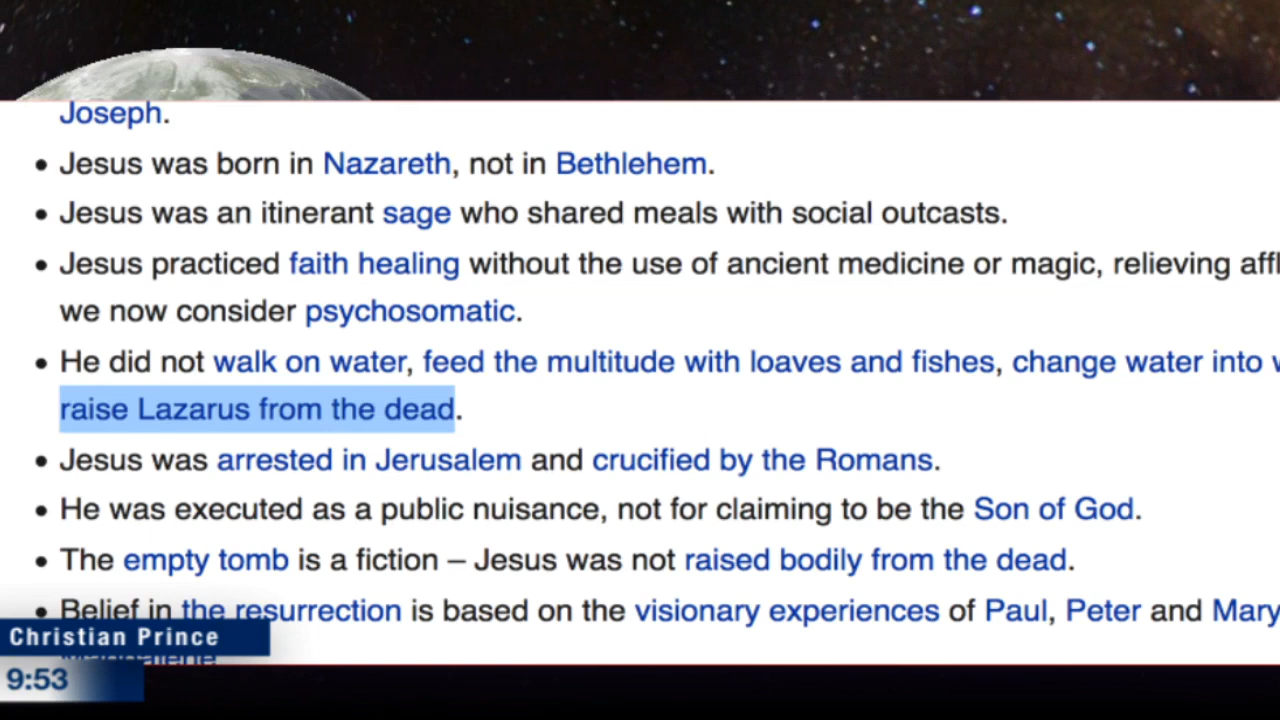 Joseph.
• Jesus was born in Nazareth, not in Bethlehem.
• Jesus was an itinerant sage who shared meals with social outcasts.
• Jesus practiced faith healing without the use of ancient medicine or magic, relieving
we now consider psychosomatic.
• He did not walk on water, feed the multitude with loaves and fishes, change water into
raise Lazarus from the dead.
• Jesus was arrested in Jerusalem and crucified by the Romans.
• He was executed as a public nuisance, not for claiming to be the Son of God.
• The empty tomb is a fiction – Jesus was not raised bodily from the dead.
• Belief in the resurrection is based on the visionary experiences of Paul, Peter and Mary
Magdalene
Christian Prince
9:53